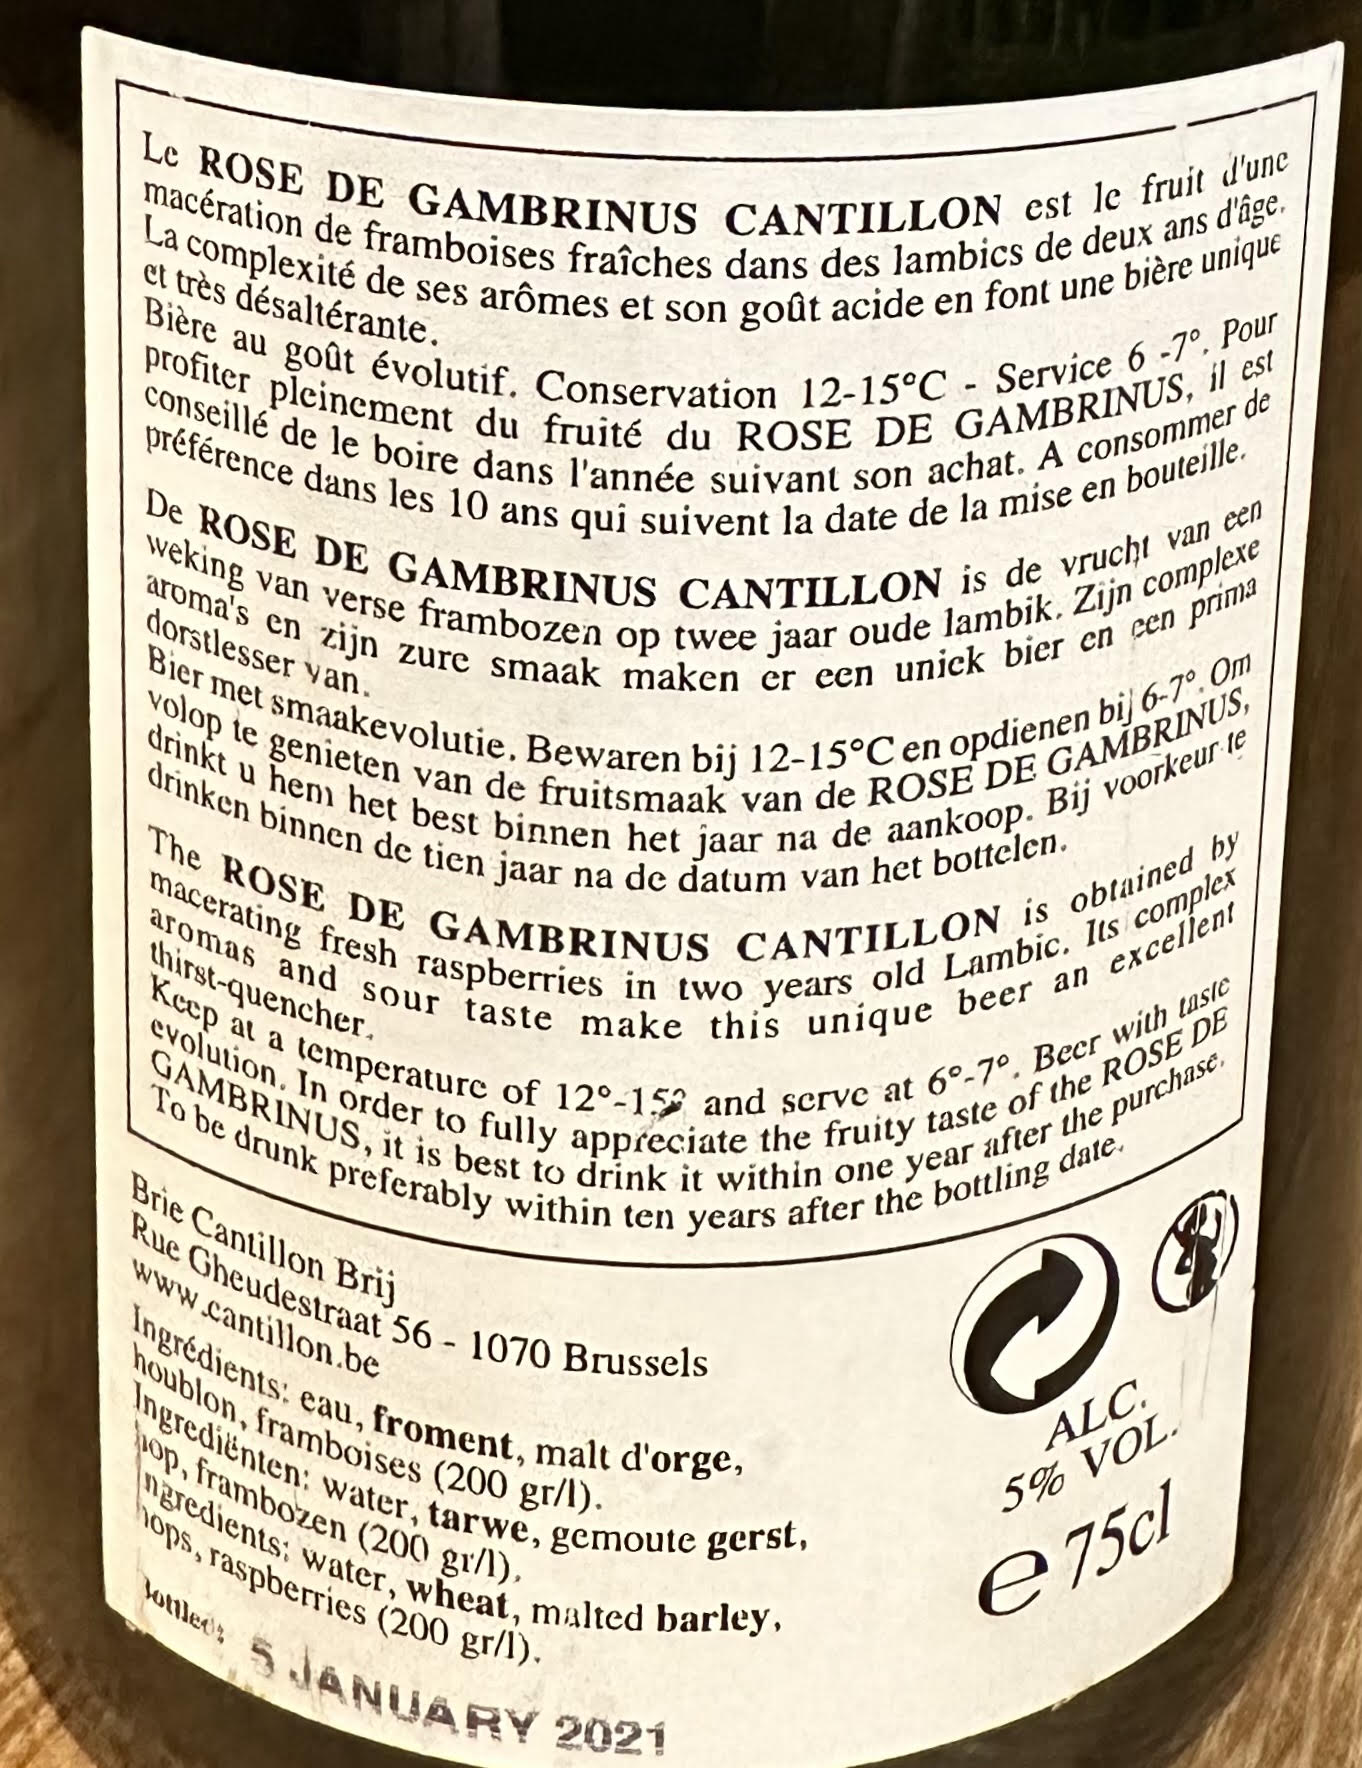 Le ROSE DE GAMBRINUS CANTILLON est le fruit d'une
macération de framboises fraîches dans des lambics de deux ans d'âge.
La complexité de ses arômes et son goût acide en font une bière unique
et très désaltérante.
Bière au goût évolutif. Conservation 12-15°C - Service 6 -7°. Pour
profiter pleinement du fruité du ROSE DE GAMBRINUS, il est
conseillé de le boire dans l'année suivant son achat. A consommer de
préférence dans les 10 ans qui suivent la date de la mise en bouteille.
De ROSE DE GAMBRINUS CANTILLON is de vrucht van een
weking van verse frambozen op twee jaar oude lambik. Zijn complexe
aroma's en zijn zure smaak maken er een uniek bier en een prima
dorstlesser van.
Bier met smaakevolutie. Bewaren bij 12-15°C en opdienen bij 6-7°. Om
volop te genieten van de fruitsmaak van de ROSE DE GAMBRINUS,
drinkt u hem het best binnen het jaar na de aankoop. Bij voorkeur te
drinken binnen de tien jaar na de datum van het bottelen.
The ROSE DE GAMBRINUS CANTILLON is obtained by
macerating fresh raspberries in two years old Lambic. Its complex
aromas and sour taste make this unique beer an excellent
thirst-quencher.
Keep at a temperature of 12°-15° and serve at 6°-7°. Beer with taste
evolution. In order to fully appreciate the fruity taste of the ROSE DE
GAMBRINUS, it is best to drink it within one year after the purchase.
To be drunk preferably within ten years after the bottling date.
Brie Cantillon Brij
Rue Gheudestraat 56 - 1070 Brussels
www.cantillon.be
Ingrédients: eau, froment, malt d'orge,
houblon, framboises (200 gr/l).
Ingrediënten: water, tarwe, gemoute gerst,
hop, frambozen (200 gr/l).
Ingredients: water, wheat, malted barley,
hops, raspberries (200 gr/l).
Bottled:
5 JANUARY 2021
ALC.
5% VOL.
e 75cl